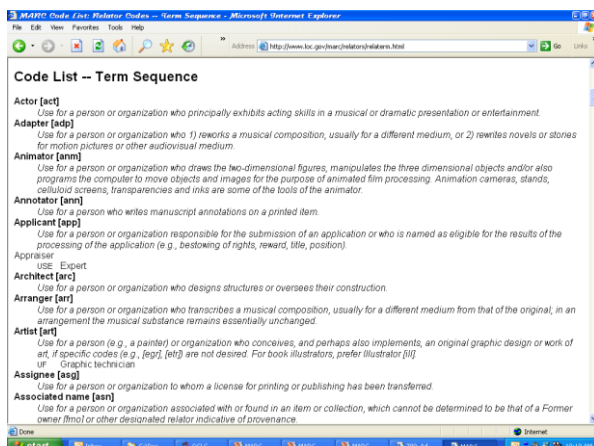 MARC Code List: Relator Codes -- Term Sequence - Microsoft Internet Explorer
File Edit View Favorites Tools Help
Address http://www.loc.gov/marc/relators/relaterm.html Go Links
Code List -- Term Sequence
Actor [act]
Use for a person or organization who principally exhibits acting skills in a musical or dramatic presentation or entertainment.
Adapter [adp]
Use for a person or organization who 1) reworks a musical composition, usually for a different medium, or 2) rewrites novels or stories
for motion pictures or other audiovisual medium.
Animator [anm]
Use for a person or organization who draws the two-dimensional figures, manipulates the three dimensional objects and/or also
programs the computer to move objects and images for the purpose of animated film processing. Animation cameras, stands,
celluloid screens, transparencies and inks are some of the tools of the animator.
Annotator [ann]
Use for a person who writes manuscript annotations on a printed item.
Applicant [app]
Use for a person or organization responsible for the submission of an application or who is named as eligible for the results of the
processing of the application (e.g., bestowing of rights, reward, title, position).
Appraiser
USE Expert
Architect [arc]
Use for a person or organization who designs structures or oversees their construction.
Arranger [arr]
Use for a person or organization who transcribes a musical composition, usually for a different medium from that of the original; in an
arrangement the musical substance remains essentially unchanged.
Artist [art]
Use for a person (e.g., a painter) or organization who conceives, and perhaps also implements, an original graphic design or work of
art, if specific codes (e.g., [egr], [etr]) are not desired. For book illustrators, prefer Illustrator [ill].
UF Graphic technician
Assignee [asg]
Use for a person or organization to whom a license for printing or publishing has been transferred.
Associated name [asn]
Use for a person or organization associated with or found in an item or collection, which cannot be determined to be that of a Former
owner [fmo] or other designated relator indicative of provenance.
Done Internet
start